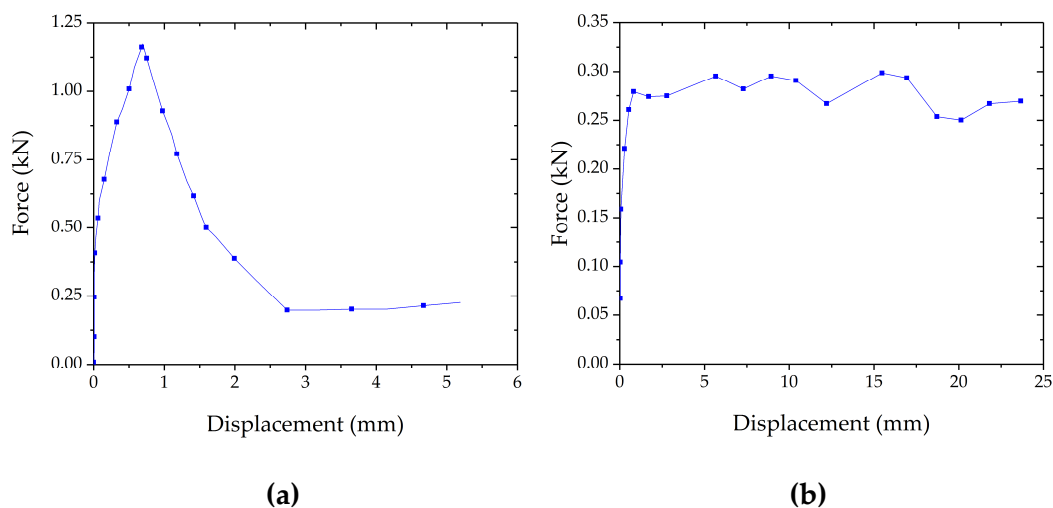 1.25
1.00
0.75
0.50
0.25
0.00
Force (kN)
0 1 2 3 4 5 6
Displacement (mm)
(a)
0.35
0.30
0.25
0.20
0.15
0.10
0.05
0.00
Force (kN)
0 5 10 15 20 25
Displacement (mm)
(b)